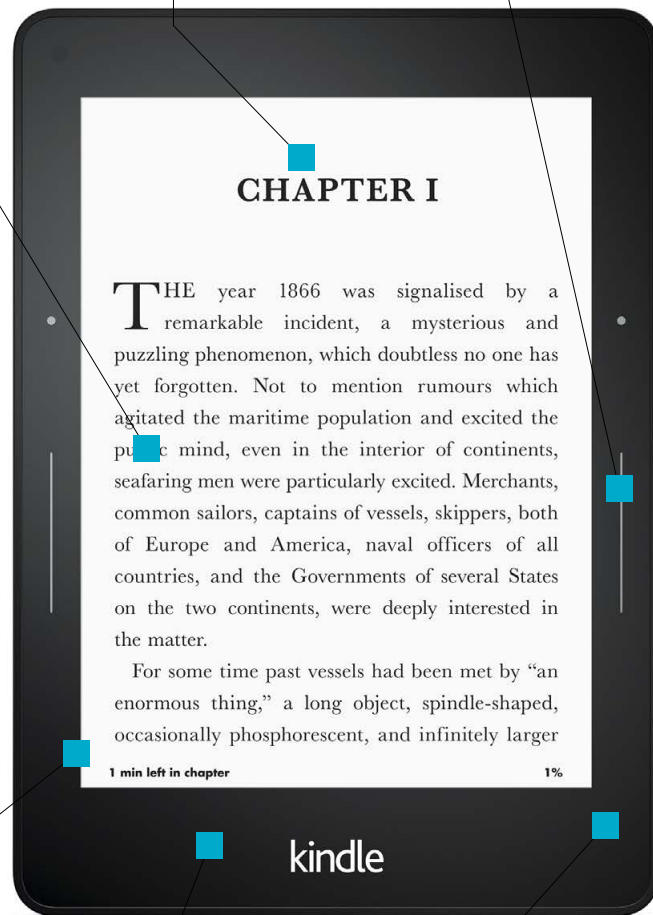 CHAPTER I
THE year 1866 was signalised by a
remarkable incident, a mysterious and
puzzling phenomenon, which doubtless no one has
yet forgotten. Not to mention rumours which
agitated the maritime population and excited the
mind, even in the interior of continents,
seafaring men were particularly excited. Merchants,
common sailors, captains of vessels, skippers, both
of Europe and America, naval officers of all
countries, and the Governments of several States
on the two continents, were deeply interested in
the matter.
For some time past vessels had been met by “an
enormous thing,” a long object, spindle-shaped,
occasionally phosphorescent, and infinitely larger
1 min left in chapter 1%
kindle